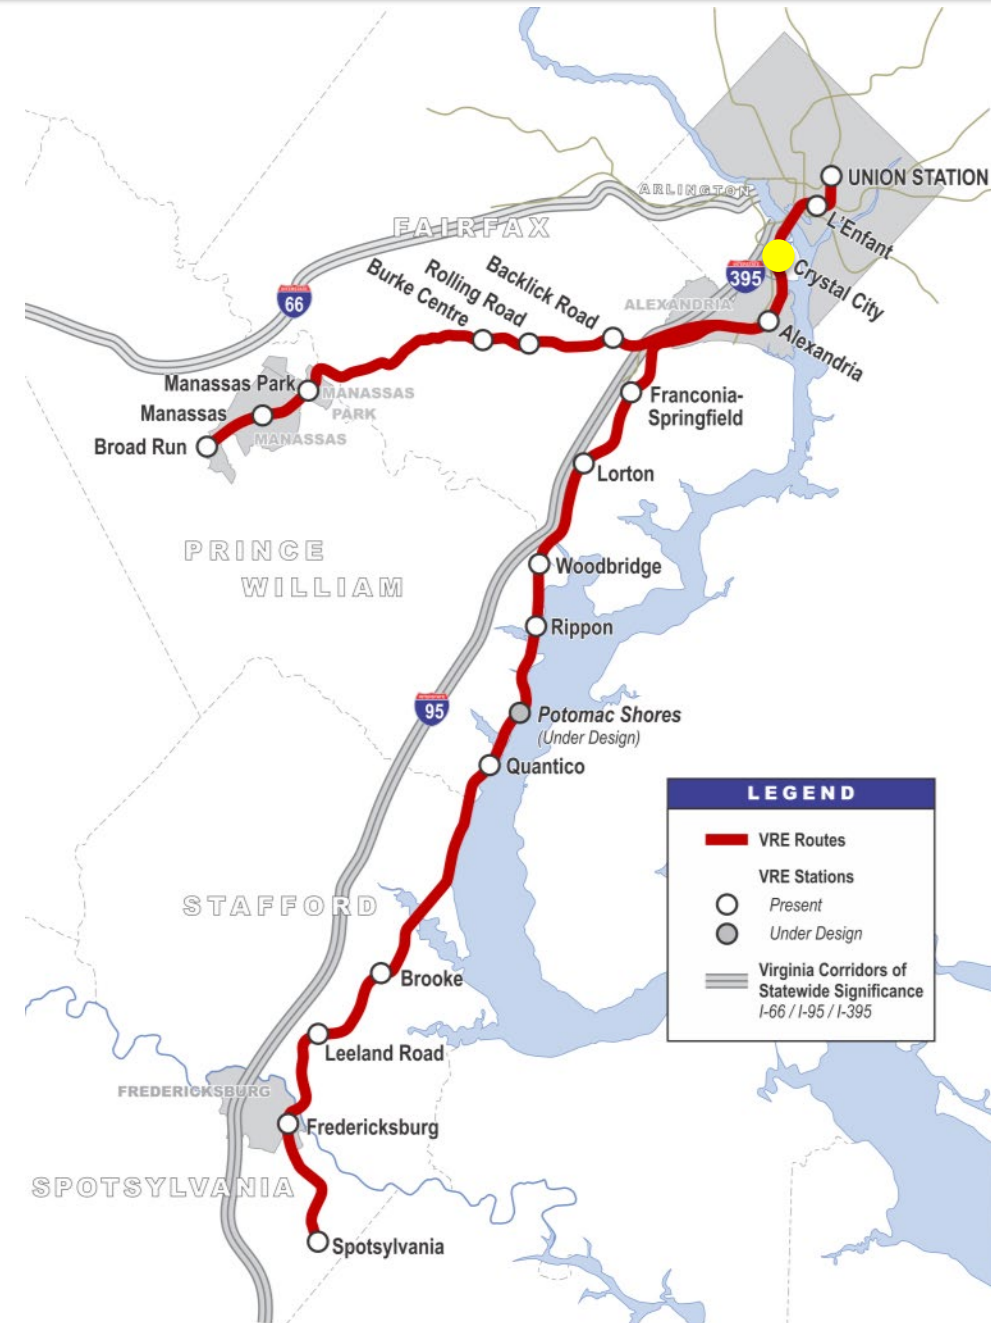 ARLINGTON
UNION STATION
L'Enfant
FAIRFAX
Crystal City
395
66
Backlick Road
Rolling Road
Burke Centre
ALEXANDRIA
Alexandria
Manassas Park
MANASSAS
PARK
Manassas
MANASSAS
Broad Run
Franconia-
Springfield
Lorton
PRINCE
WILLIAM
Woodbridge
Rippon
95
Potomac Shores
(Under Design)
Quantico
LEGEND
VRE Routes
VRE Stations
Present
Under Design
Virginia Corridors of
Statewide Significance
I-66 / I-95 / I-395
STAFFORD
Brooke
Leeland Road
FREDERICKSBURG
Fredericksburg
SPOTSYLVANIA
Spotsylvania